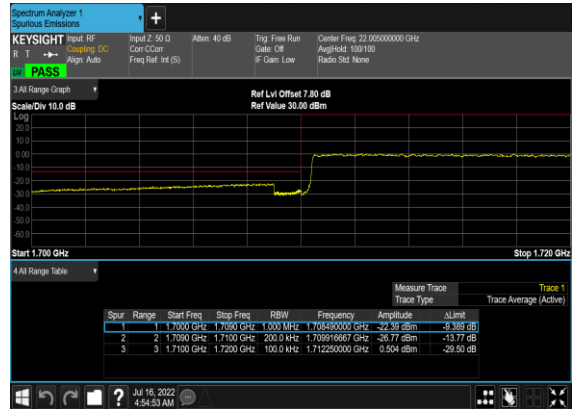 Spectrum Analyzer 1
Spurious Emissions
KEYSIGHT Input: RF Input Z: 50 Ω Atten: 40 dB Trig: Free Run Center Freq: 22.005000000 GHz
R T Coupling: DC Corr CCorr Gate: Off Avg|Hold: 100/100
Align: Auto Freq Ref: Int (S) IF Gain: Low Radio Std: None
PASS
3 All Range Graph
Ref Lvl Offset 7.80 dB
Scale/Div 10.0 dB Ref Value 30.00 dBm
Log
20.0
10.0
0.00
-10.0
-20.0
-30.0
-40.0
-50.0
-60.0
Start 1.700 GHz Stop 1.720 GHz
4 All Range Table
Measure Trace Trace 1
Trace Type Trace Average (Active)
Spur Range Start Freq Stop Freq RBW Frequency Amplitude ΔLimit
1 1 1.7000 GHz 1.7090 GHz 1.000 MHz 1.708490000 GHz -22.39 dBm -9.389 dB
2 2 1.7090 GHz 1.7100 GHz 200.0 kHz 1.709916667 GHz -26.77 dBm -13.77 dB
3 3 1.7100 GHz 1.7200 GHz 100.0 kHz 1.712250000 GHz 0.504 dBm -29.50 dB
? Jul 16, 2022
4:54:53 AM